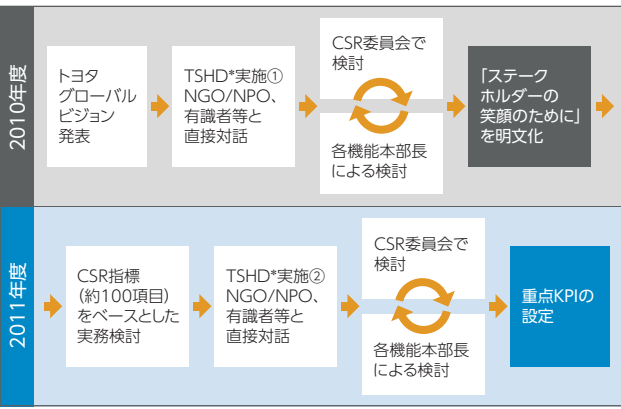 2010年度
トヨタ
グローバル
ビジョン
発表
TSHD*実施①
NGO/NPO、
有識者等と
直接対話
CSR委員会で
検討
各機能本部長
による検討
「ステーク
ホルダーの
笑顔のために」
を明文化
2011年度
CSR指標
（約100項目）
をベースとした
実務検討
TSHD*実施②
NGO/NPO、
有識者等と
直接対話
CSR委員会で
検討
各機能本部長
による検討
重点KPIの
設定